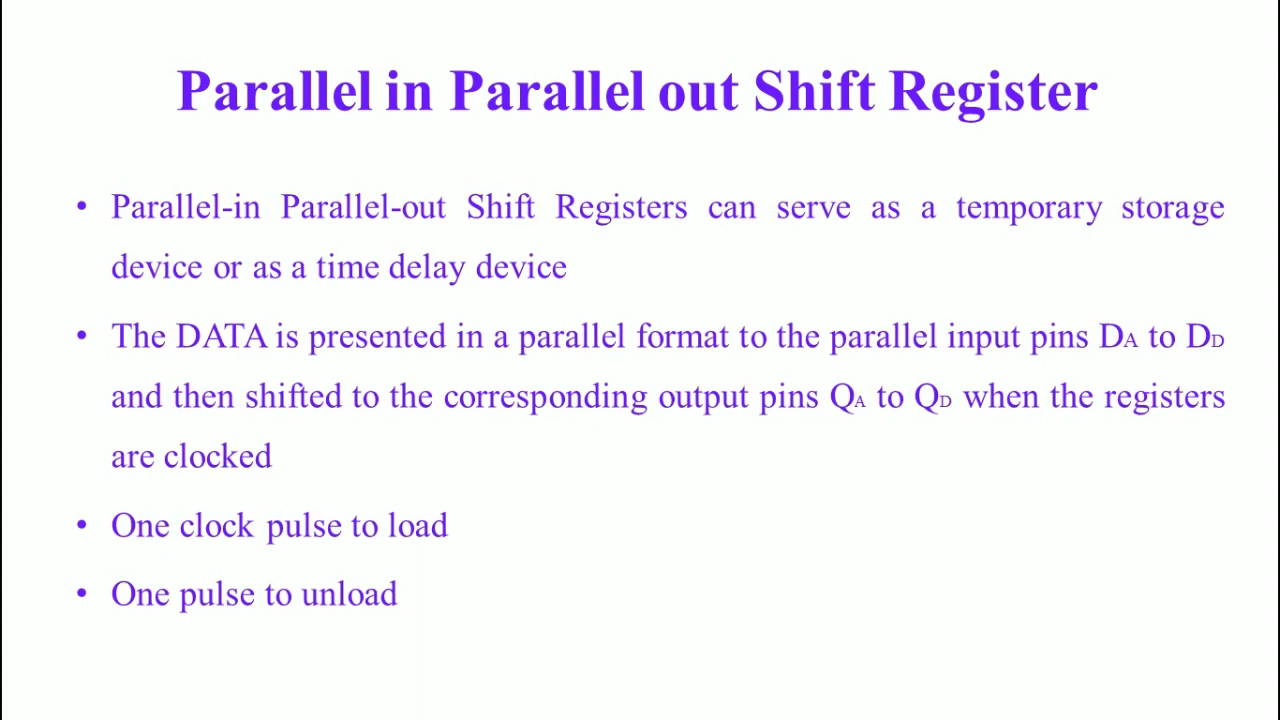 Parallel in Parallel out Shift Register
• Parallel-in Parallel-out Shift Registers can serve as a temporary storage
device or as a time delay device
• The DATA is presented in a parallel format to the parallel input pins DA to DD
and then shifted to the corresponding output pins QA to QD when the registers
are clocked
• One clock pulse to load
• One pulse to unload